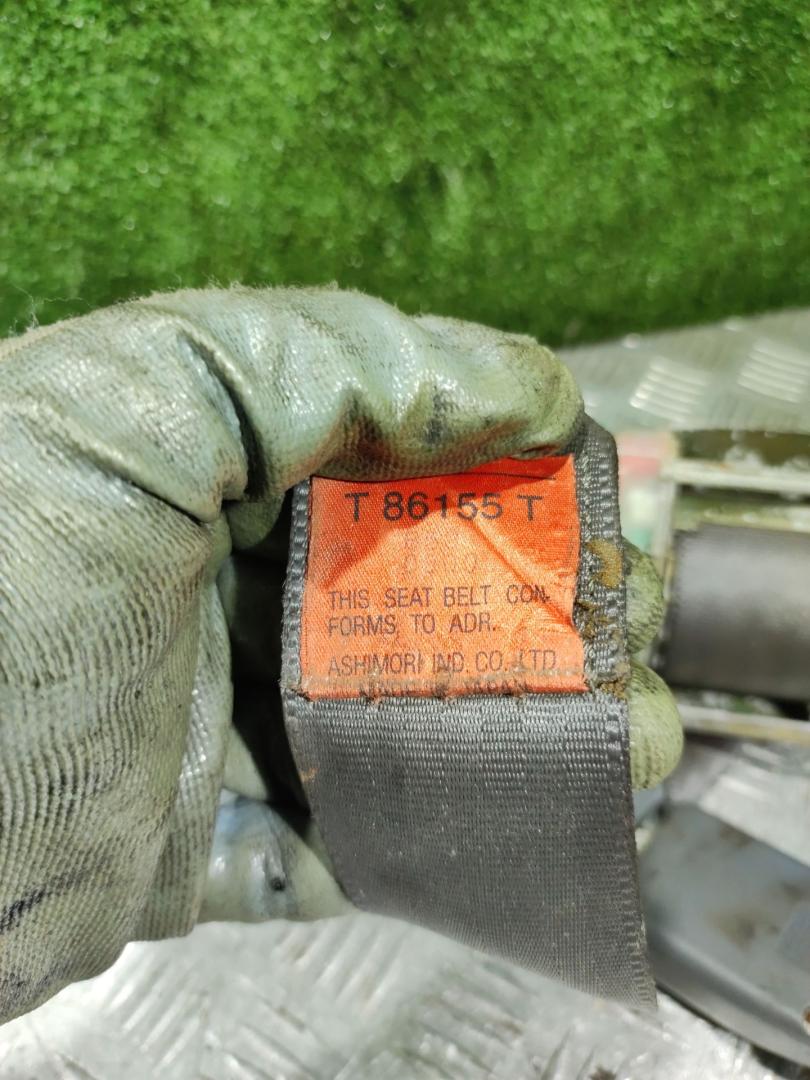 T 86155 T
THIS SEAT BELT CON-
FORMS TO ADR.
ASHIMORI IND. CO. LTD.